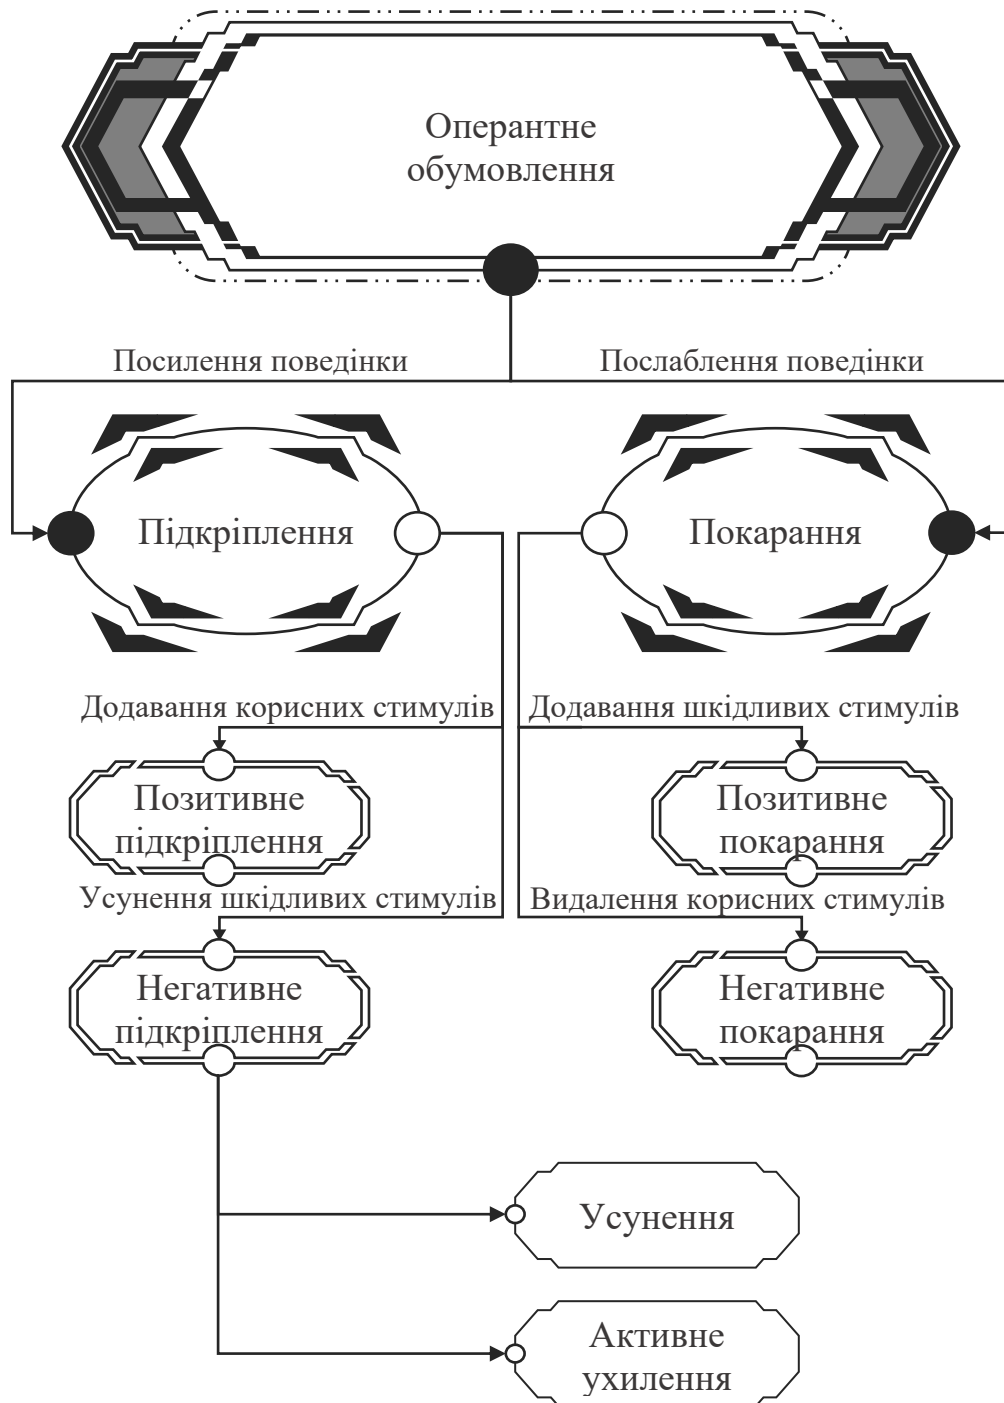 Оперантне
обумовлення
Посилення поведінки
Послаблення поведінки
Підкріплення
Покарання
Додавання корисних стимулів
Додавання шкідливих стимулів
Позитивне
підкріплення
Позитивне
покарання
Усунення шкідливих стимулів
Видалення корисних стимулів
Негативне
підкріплення
Негативне
покарання
Усунення
Активне
ухилення